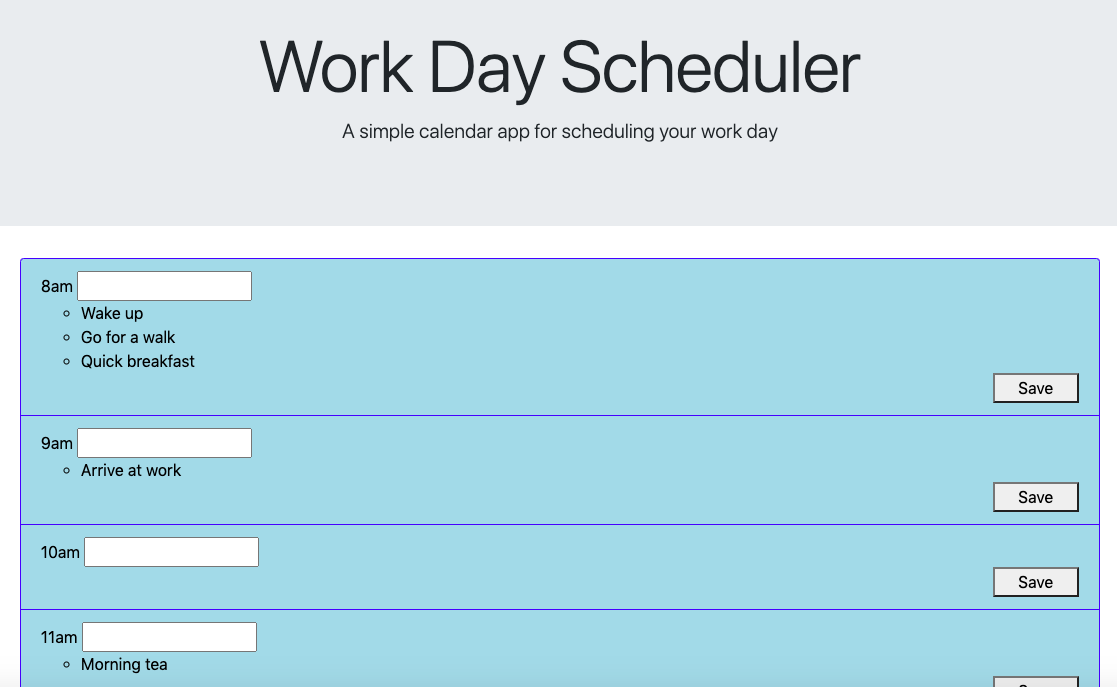 Work Day Scheduler
A simple calendar app for scheduling your work day
8am
Wake up
Go for a walk
Quick breakfast
Save
9am
Arrive at work
Save
10am
Save
11am
Morning tea